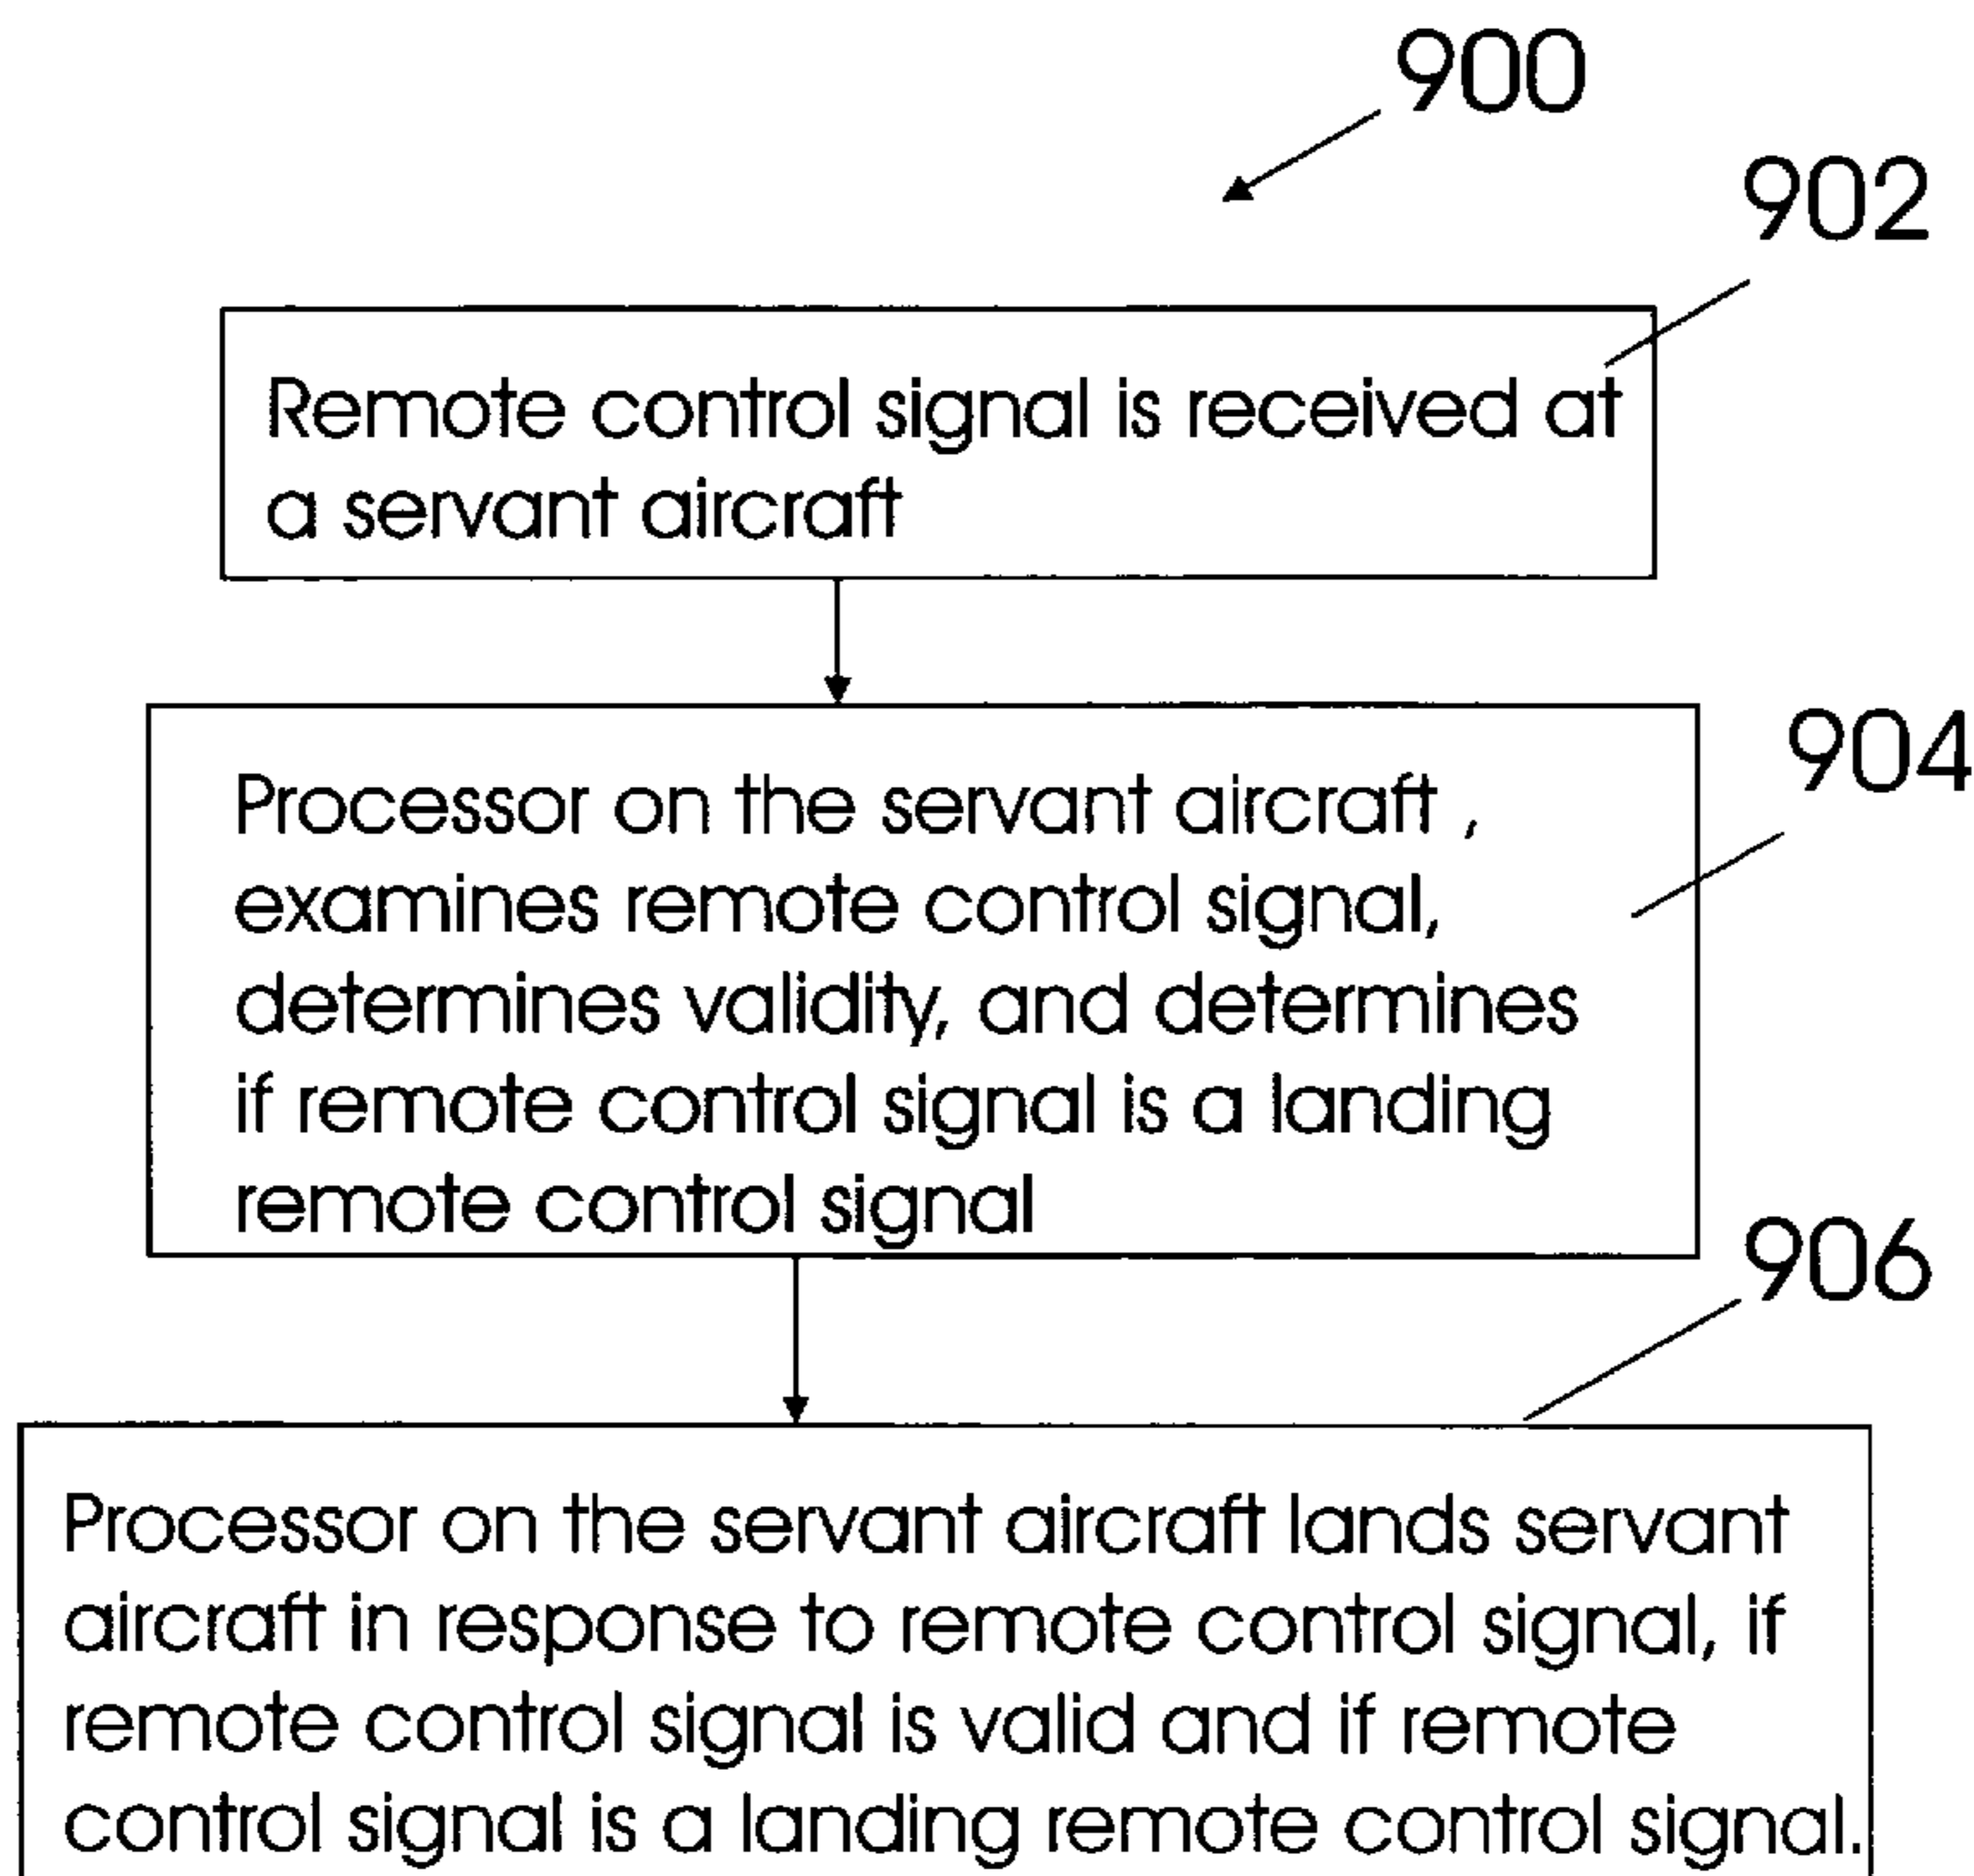 900
902
Remote control signal is received at
a servant aircraft
904
Processor on the servant aircraft ,
examines remote control signal,
determines validity, and determines
if remote control signal is a landing
remote control signal
906
Processor on the servant aircraft lands servant
aircraft in response to remote control signal, if
remote control signal is valid and if remote
control signal is a landing remote control signal.